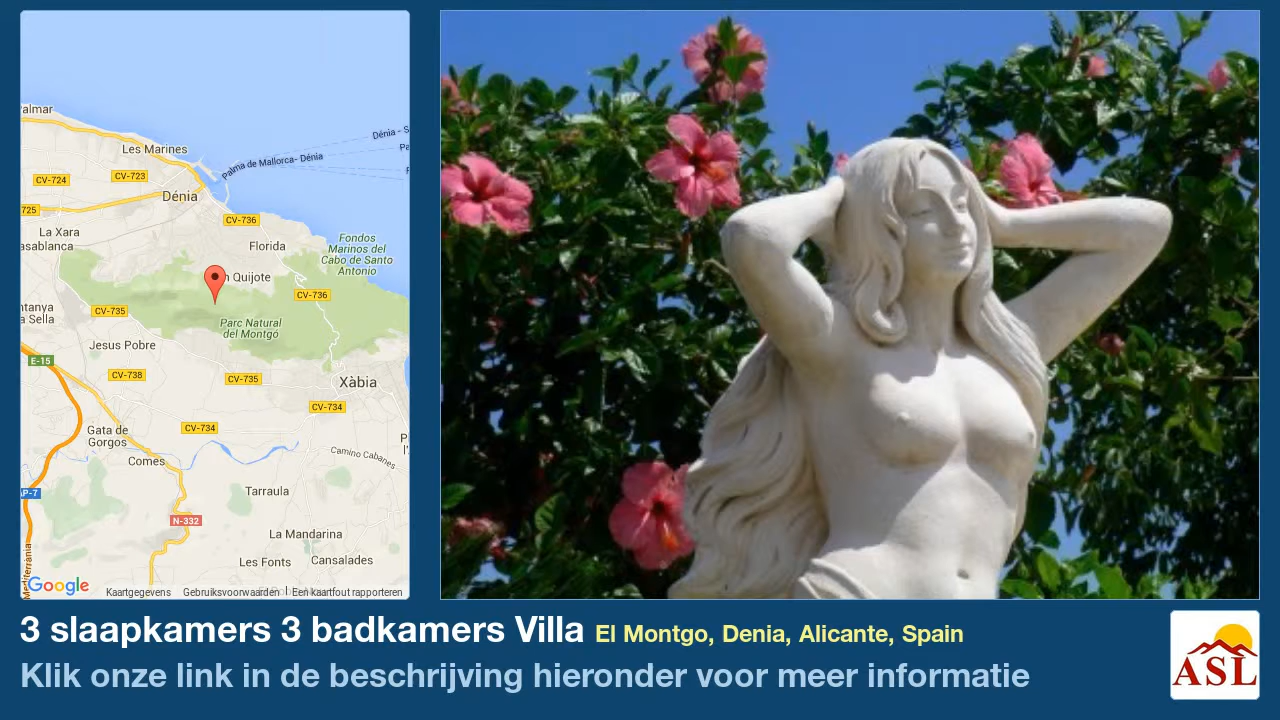 almar
Les Marines
Dénia - S
Pa
Palma de Mallorca- Dénia
CV-724
CV-723
Dénia
725
CV-736
La Xara
asablanca
Florida
Fondos
Marinos del
Cabo de Santo
Antonio
n Quijote
CV-736
ntanya
a Sella
CV-735
Parc Natural
del Montgó
Jesus Pobre
E-15
CV-738
CV-735
Xàbia
CV-734
CV-734
Gata de
Gorgos
Comes
Camino Cabanes
Tarraula
AP-7
N-332
La Mandarina
Les Fonts
Cansalades
Google
Kaartgegevens
Gebruiksvoorwaarden
Een kaartfout rapporteren
3 slaapkamers 3 badkamers Villa El Montgo, Denia, Alicante, Spain
Klik onze link in de beschrijving hieronder voor meer informatie
ASL